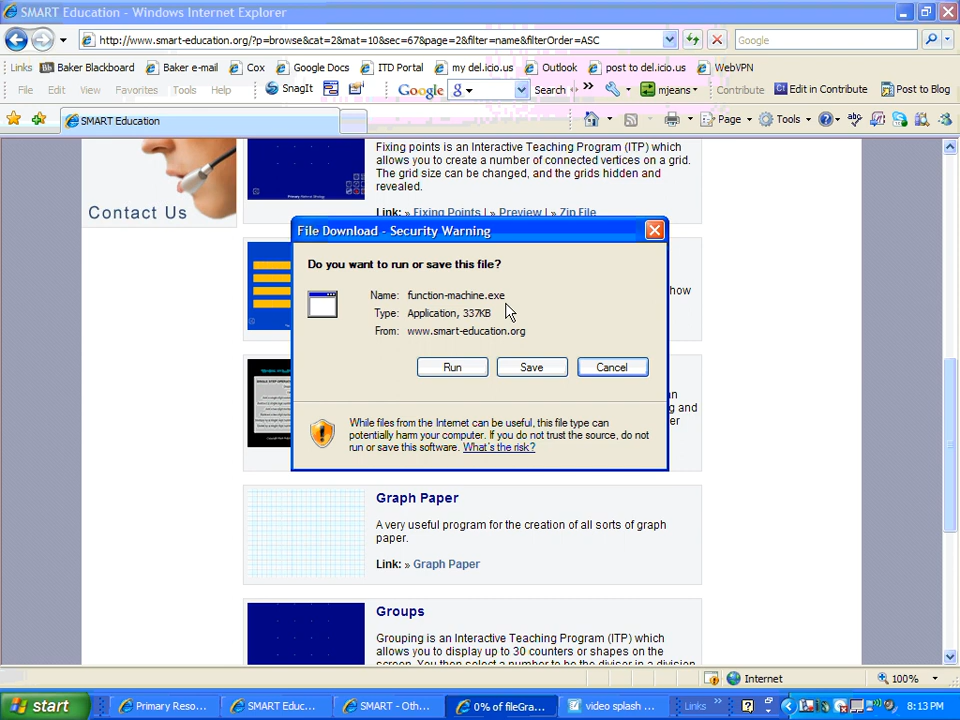 SMART Education - Windows Internet Explorer
http://www.smart-education.org/?p=browse&cat=2&mat=10&sec=67&page=2&filter=name&filterOrder=ASC
Google
Links Baker Blackboard Baker e-mail Cox Google Docs ITD Portal my del.icio.us Outlook post to del.icio.us WebVPN
File Edit View Favorites Tools Help SnagIt Google Search mjeans Contribute Edit in Contribute Post to Blog
SMART Education Page Tools
Contact Us
Fixing points is an Interactive Teaching Program (ITP) which
allows you to create a number of connected vertices on a grid.
The grid size can be changed, and the grids hidden and
revealed.
Link: » Fixing Points | » Preview | » Zip File
File Download - Security Warning
Do you want to run or save this file?
Name: function-machine.exe
Type: Application, 337KB
From: www.smart-education.org
Run Save Cancel
While files from the Internet can be useful, this file type can
potentially harm your computer. If you do not trust the source, do not
run or save this software. What's the risk?
Graph Paper
A very useful program for the creation of all sorts of graph
paper.
Link: » Graph Paper
Groups
Grouping is an Interactive Teaching Program (ITP) which
allows you to display up to 30 counters or shapes on the
screen. You then select a number to be the divisor in a division
Internet 100%
start Primary Reso... SMART Educ... SMART - Oth... 0% of fileGra... video splash ... Links 8:13 PM